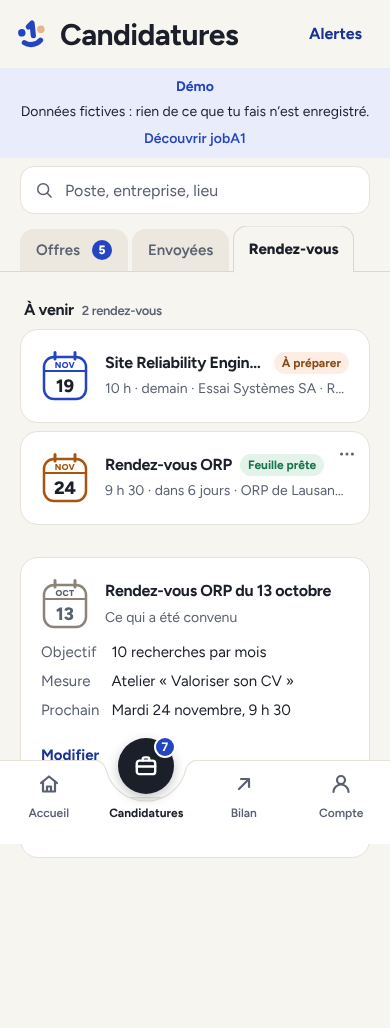 Candidatures
Alertes
Démo
Données fictives : rien de ce que tu fais n'est enregistré.
Découvrir jobA1
Poste, entreprise, lieu
Offres 5
Envoyées
Rendez-vous
À venir 2 rendez-vous
NOV
19
Site Reliability Engin... À préparer
10 h · demain · Essai Systèmes SA · R...
NOV
24
Rendez-vous ORP Feuille prête
9 h 30 · dans 6 jours · ORP de Lausan...
OCT
13
Rendez-vous ORP du 13 octobre
Ce qui a été convenu
Objectif 10 recherches par mois
Mesure Atelier « Valoriser son CV »
Prochain Mardi 24 novembre, 9 h 30
Modifier
7
Accueil
Candidatures
Bilan
Compte